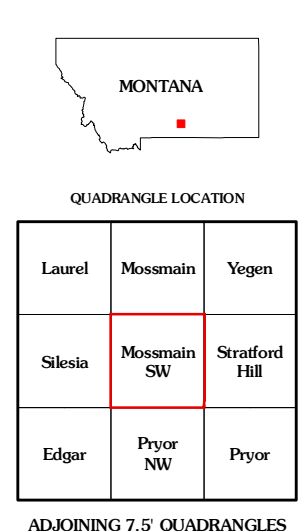 MONTANA
QUADRANGLE LOCATION
Laurel Mossmain Yegen
Silesia Mossmain SW Stratford Hill
Edgar Pryor NW Pryor
ADJOINING 7.5' QUADRANGLES